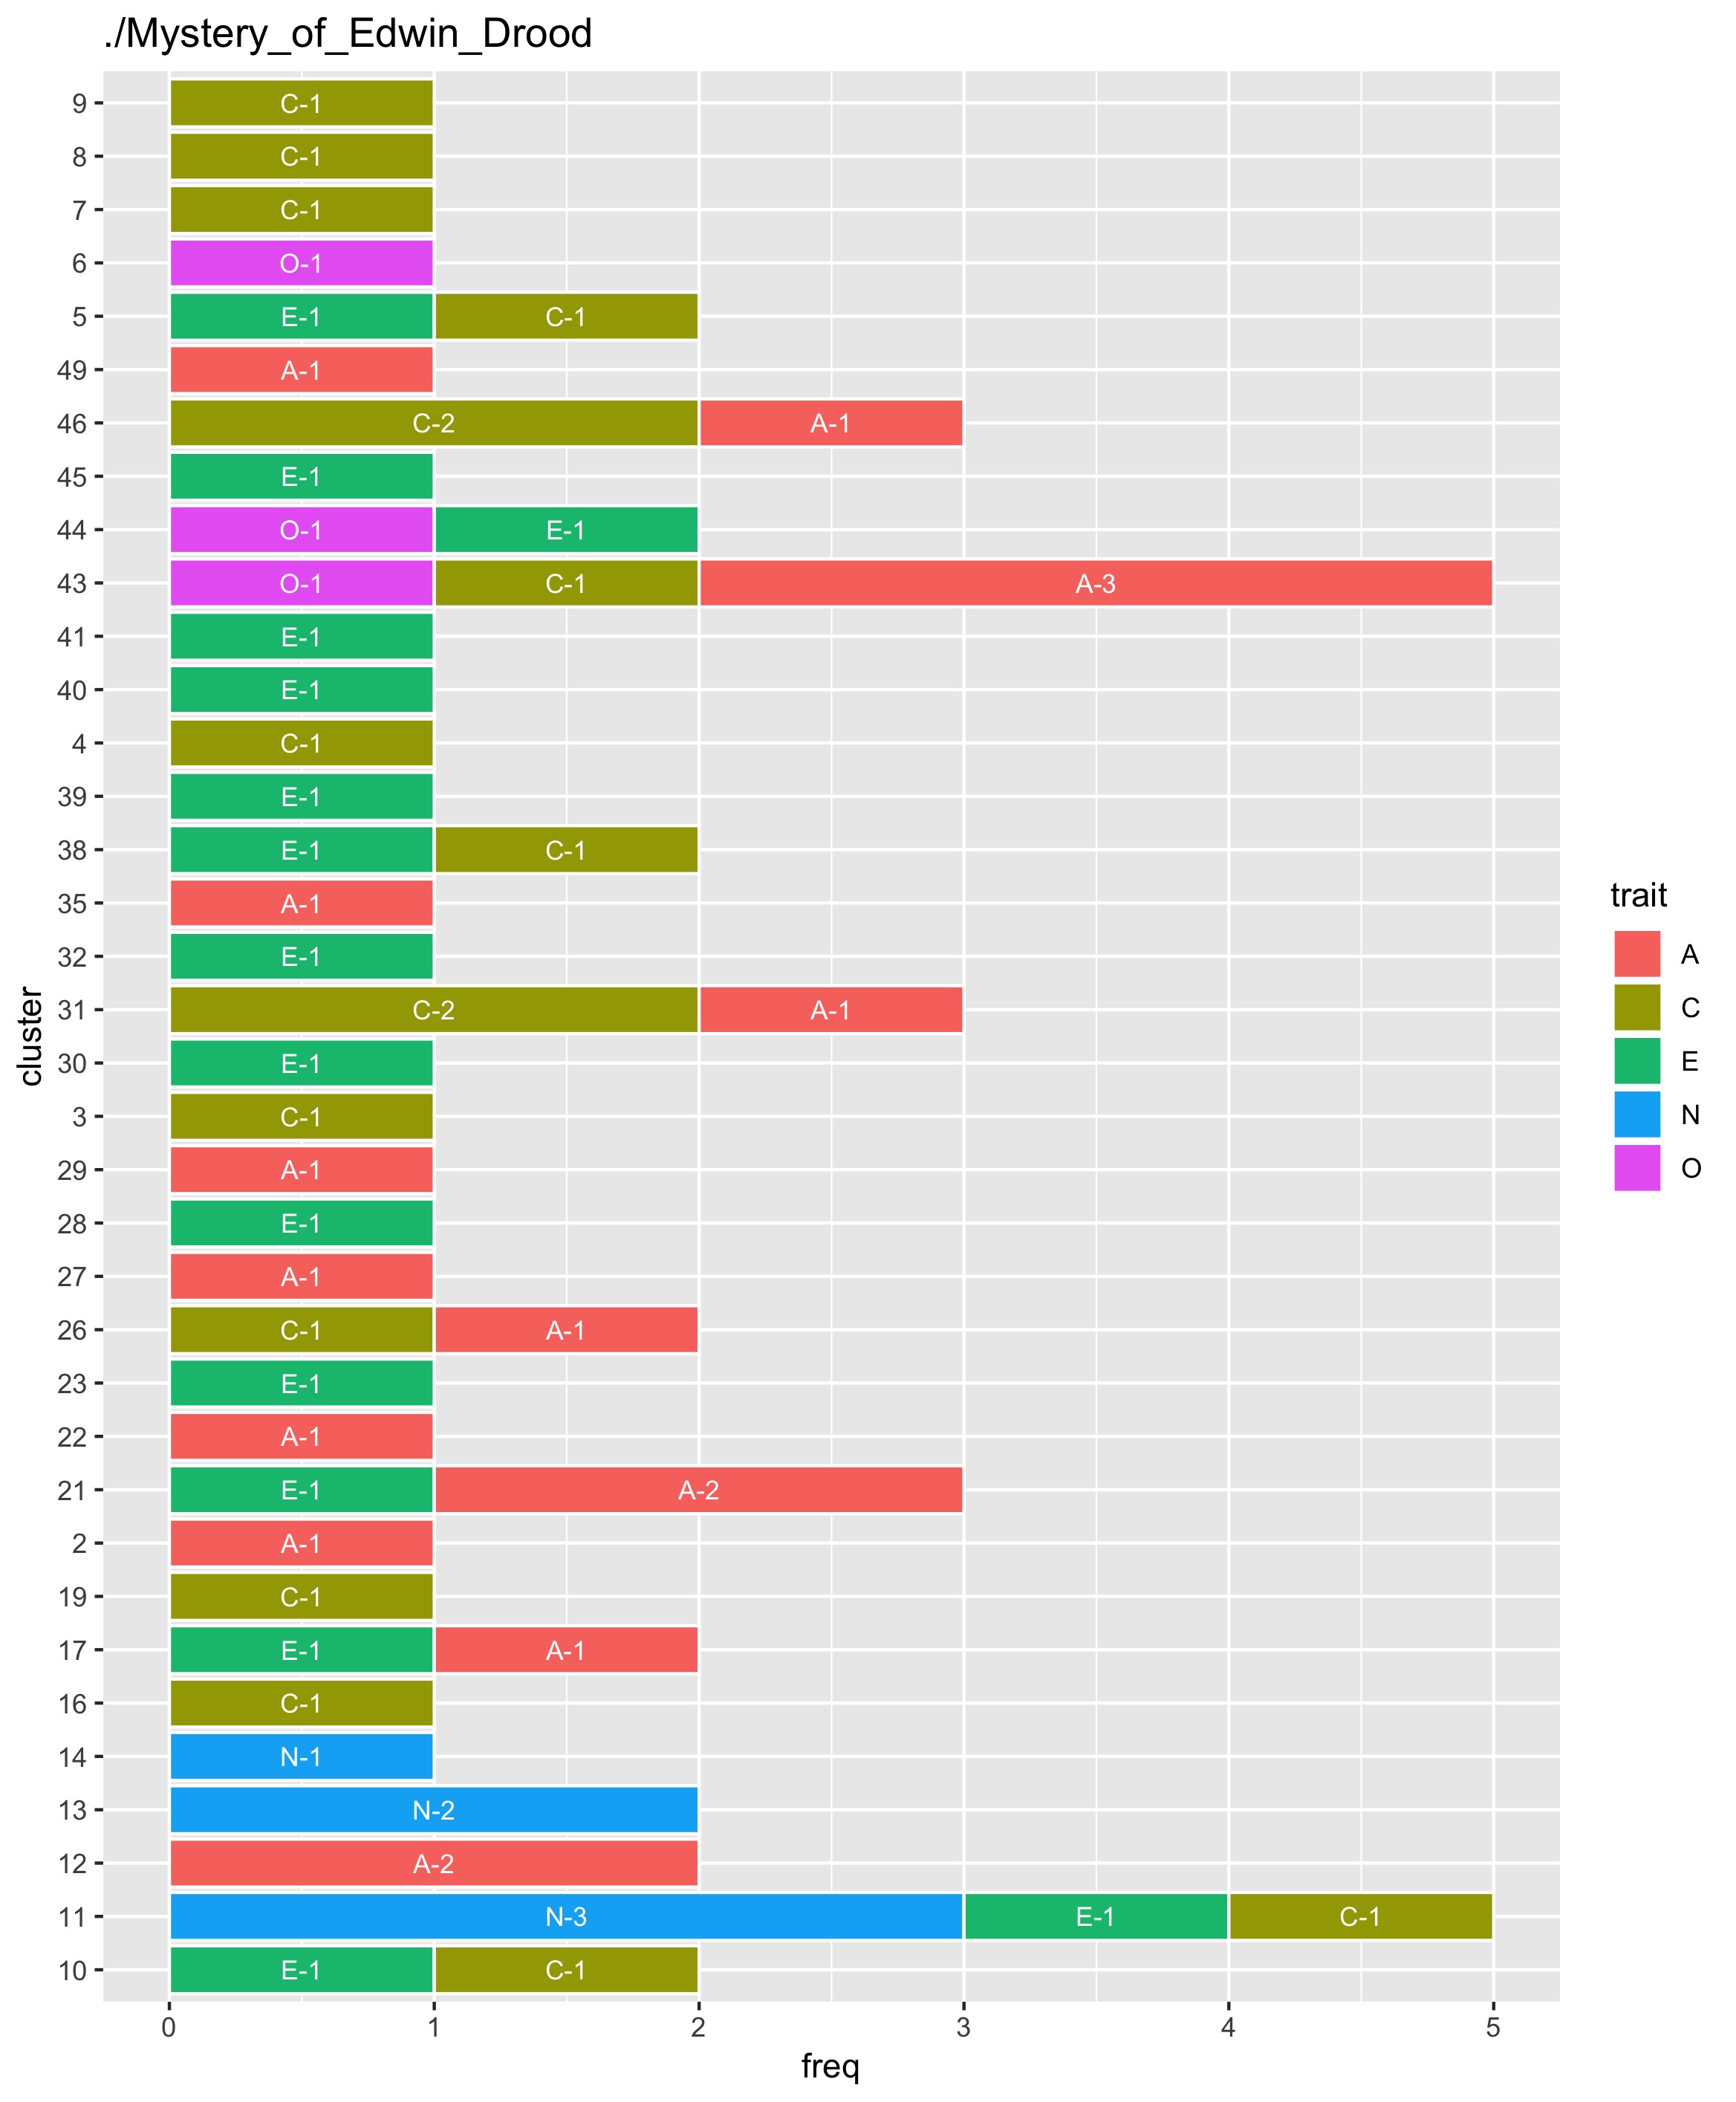 ./Mystery_of_Edwin_Drood
9 C-1
8 C-1
7 C-1
6 O-1
5 E-1 C-1
49 A-1
46 C-2 A-1
45 E-1
44 O-1 E-1
43 O-1 C-1 A-3
41 E-1
40 E-1
4 C-1
39 E-1
38 E-1 C-1
35 A-1
32 E-1
31 C-2 A-1
30 E-1
3 C-1
29 A-1
28 E-1
27 A-1
26 C-1 A-1
23 E-1
22 A-1
21 E-1 A-2
2 A-1
19 C-1
17 E-1 A-1
16 C-1
14 N-1
13 N-2
12 A-2
11 N-3 E-1 C-1
10 E-1 C-1
0 1 2 3 4 5
freq
cluster
trait
A
C
E
N
O